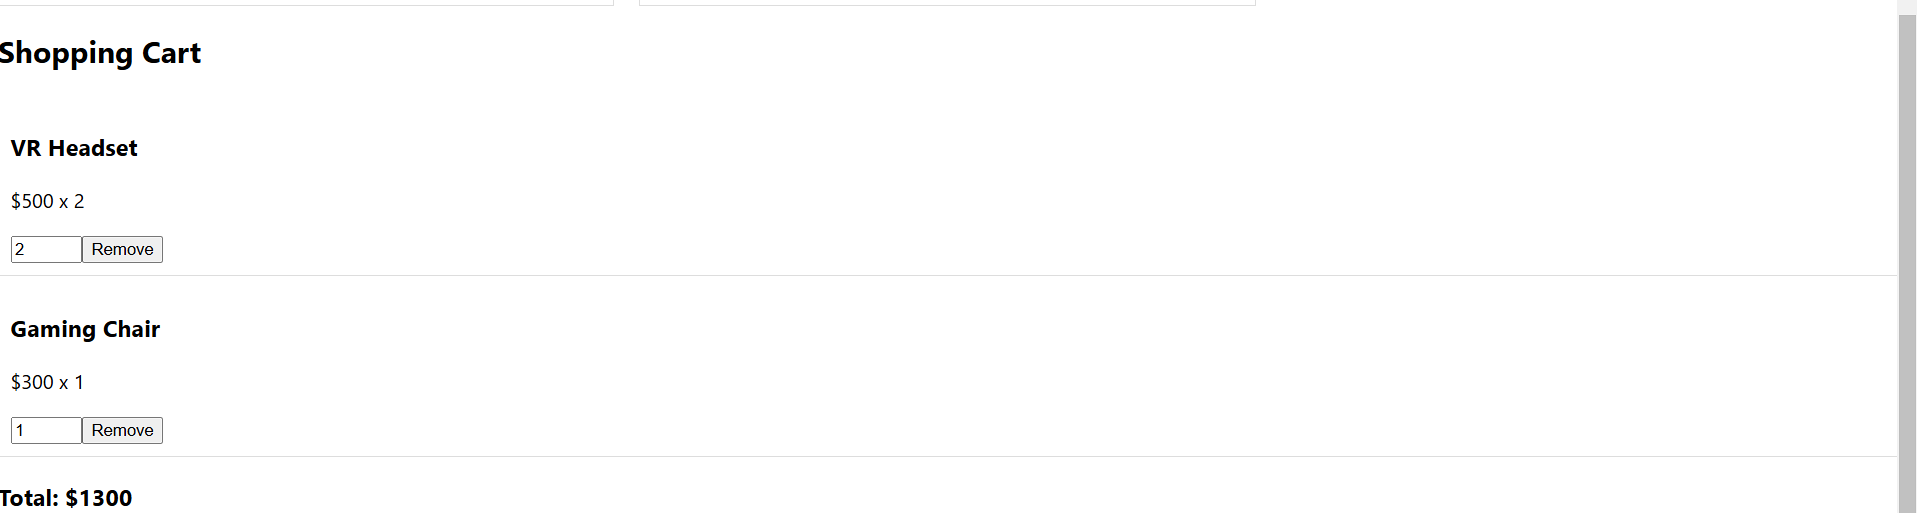 Shopping Cart
VR Headset
$500 x 2
2 Remove
Gaming Chair
$300 x 1
1 Remove
Total: $1300